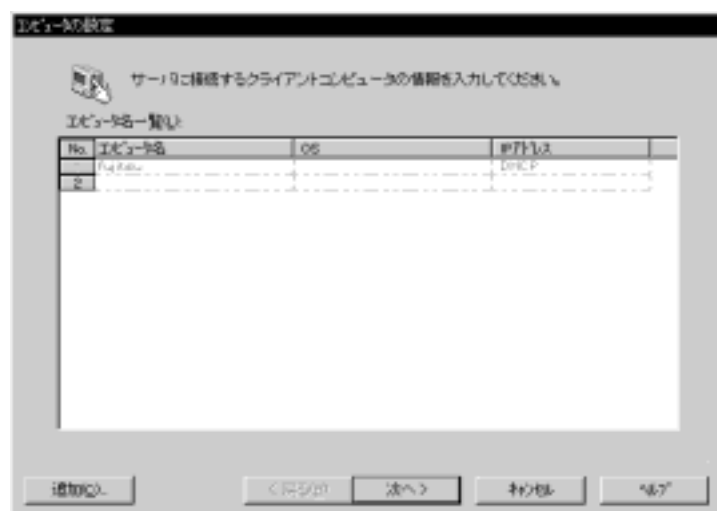 コンピュータの設定
サーバに接続するクライアントコンピュータの情報を入力してください。
コンピュータ名一覧(L):
No. コンピュータ名 OS IPアドレス
Fujitsu DHCP
2
追加(C)... < 戻る(B) 次へ > キャンセル ヘルプ